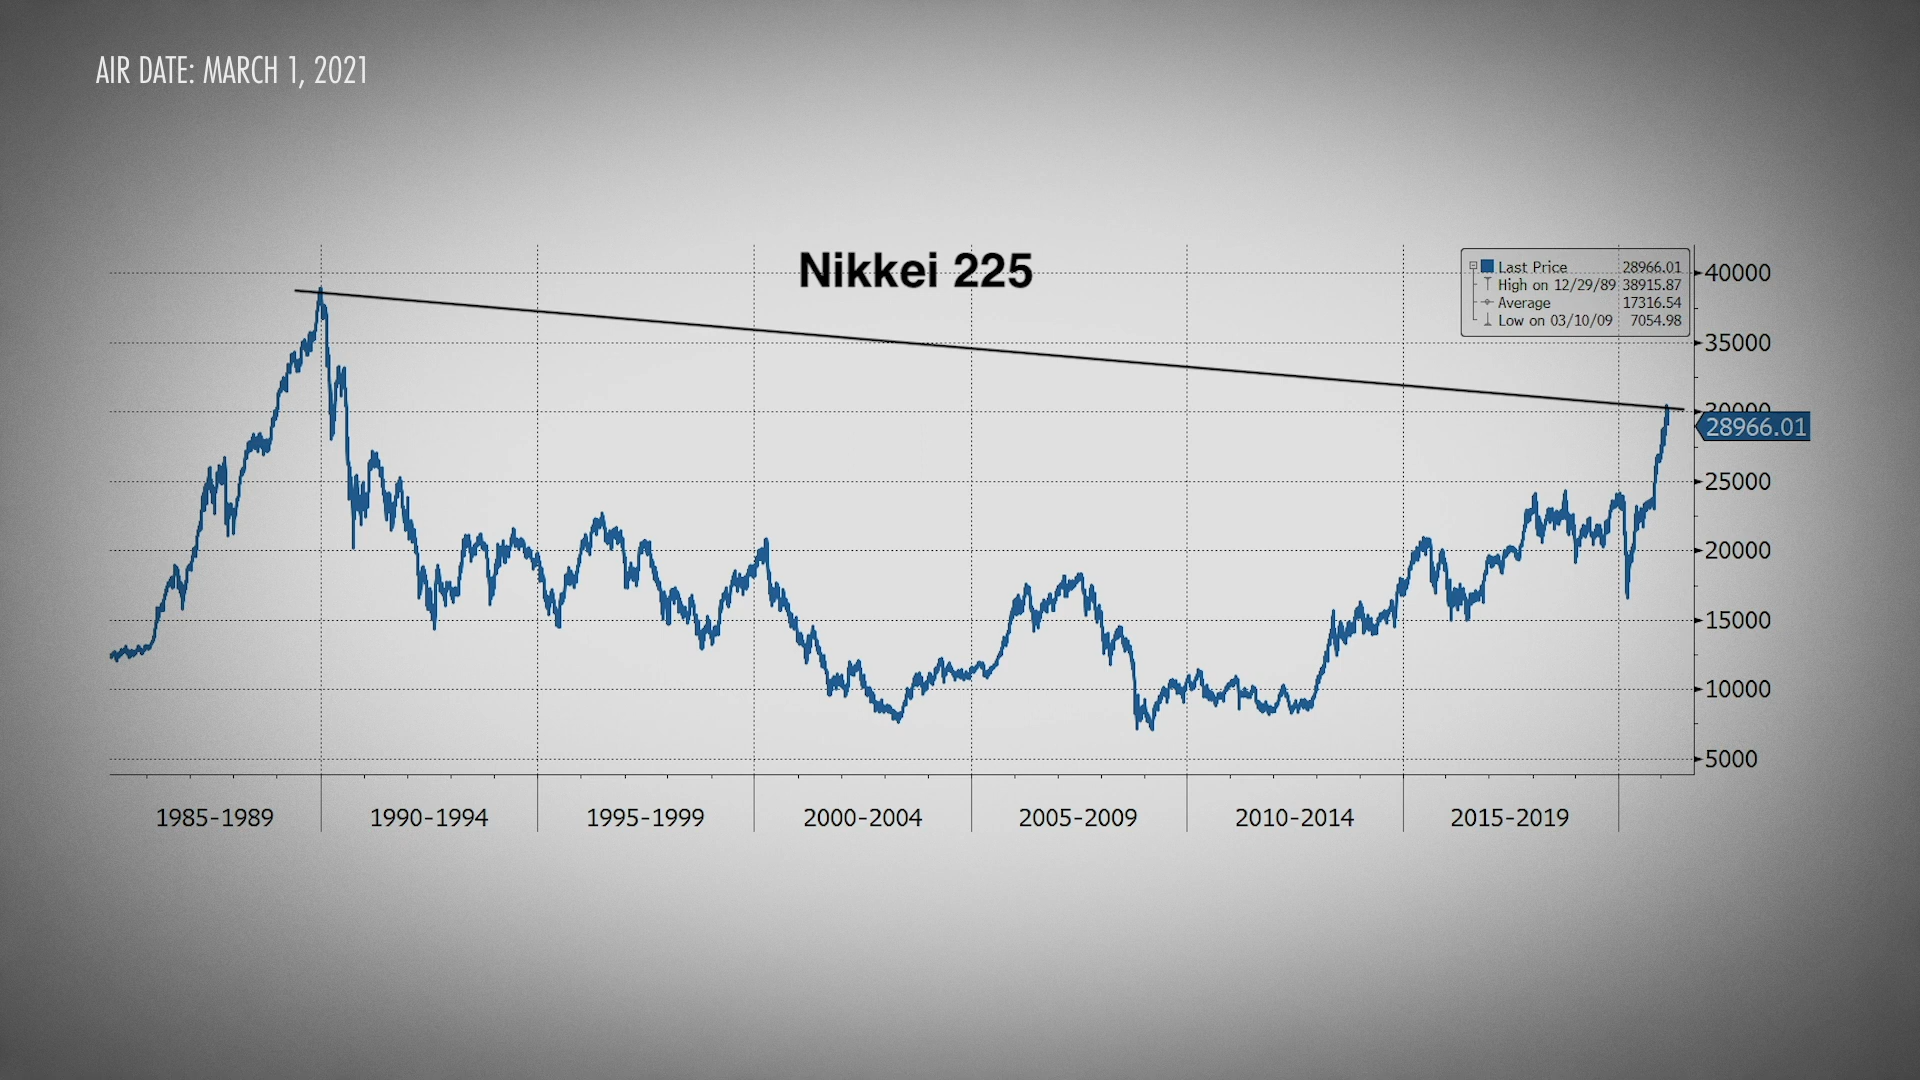 AIR DATE: MARCH 1, 2021
Nikkei 225
Last Price 28966.01
High on 12/29/89 38915.87
Average 17316.54
Low on 03/10/09 7054.98
40000
35000
30000
28966.01
25000
20000
15000
10000
5000
1985-1989 1990-1994 1995-1999 2000-2004 2005-2009 2010-2014 2015-2019